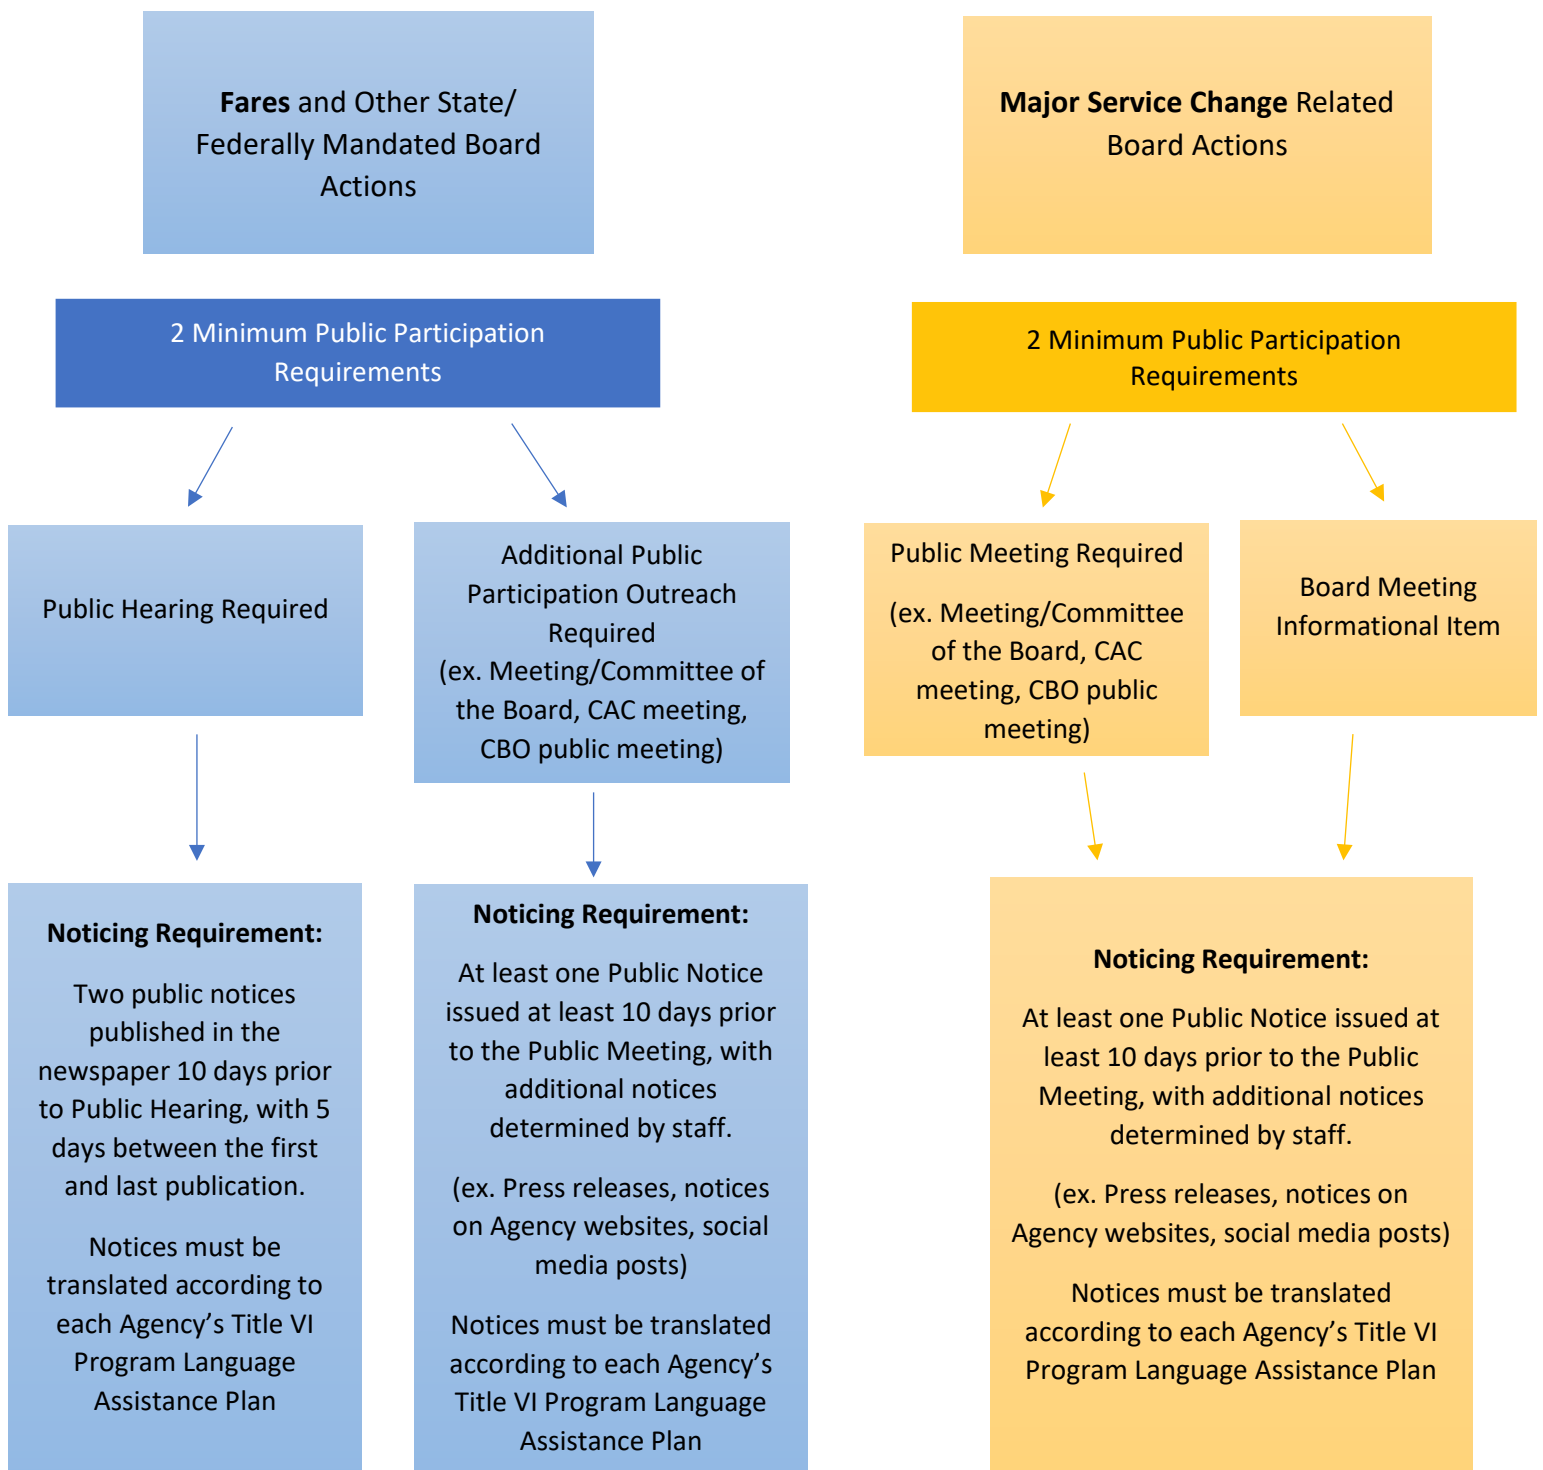 Fares and Other State/
Federally Mandated Board
Actions
2 Minimum Public Participation
Requirements
Public Hearing Required
Additional Public
Participation Outreach
Required
(ex. Meeting/Committee of
the Board, CAC meeting,
CBO public meeting)
Noticing Requirement:
Two public notices
published in the
newspaper 10 days prior
to Public Hearing, with 5
days between the first
and last publication.
Notices must be
translated according to
each Agency’s Title VI
Program Language
Assistance Plan
Noticing Requirement:
At least one Public Notice
issued at least 10 days prior
to the Public Meeting, with
additional notices
determined by staff.
(ex. Press releases, notices
on Agency websites, social
media posts)
Notices must be translated
according to each Agency’s
Title VI Program Language
Assistance Plan
Major Service Change Related
Board Actions
2 Minimum Public Participation
Requirements
Public Meeting Required
(ex. Meeting/Committee
of the Board, CAC
meeting, CBO public
meeting)
Board Meeting
Informational Item
Noticing Requirement:
At least one Public Notice issued at
least 10 days prior to the Public
Meeting, with additional notices
determined by staff.
(ex. Press releases, notices on
Agency websites, social media posts)
Notices must be translated
according to each Agency’s Title VI
Program Language Assistance Plan